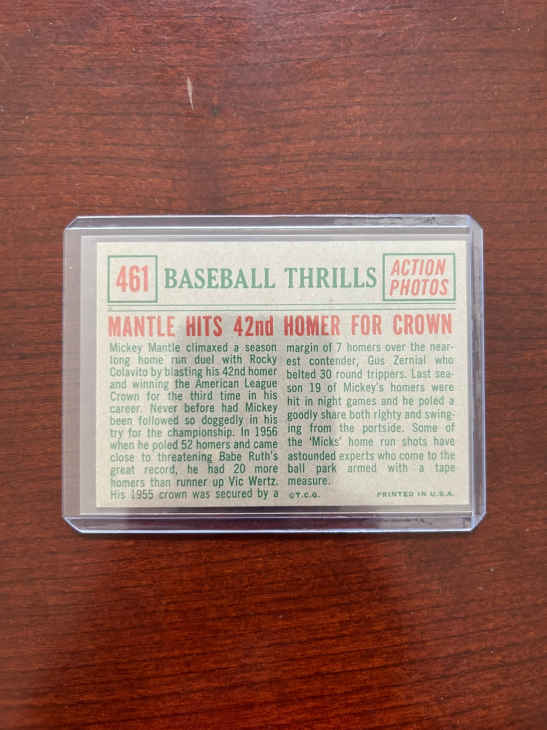 461
BASEBALL THRILLS
ACTION
PHOTOS
MANTLE HITS 42nd HOMER FOR CROWN
Mickey Mantle climaxed a season
long home run duel with Rocky
Colavito by blasting his 42nd homer
and winning the American League
Crown for the third time in his
career. Never before had Mickey
been followed so doggedly in his
try for the championship. In 1956
when he poled 52 homers and came
close to threatening Babe Ruth's
great record, he had 20 more
homers than runner up Vic Wertz.
His 1955 crown was secured by a
margin of 7 homers over the near-
est contender, Gus Zernial who
belted 30 round trippers. Last sea-
son 19 of Mickey's homers were
hit in night games and he poled a
goodly share both righty and swing-
ing from the portside. Some of
the 'Micks' home run shots have
astounded experts who come to the
ball park armed with a tape
measure.
©T.C.G. PRINTED IN U.S.A.